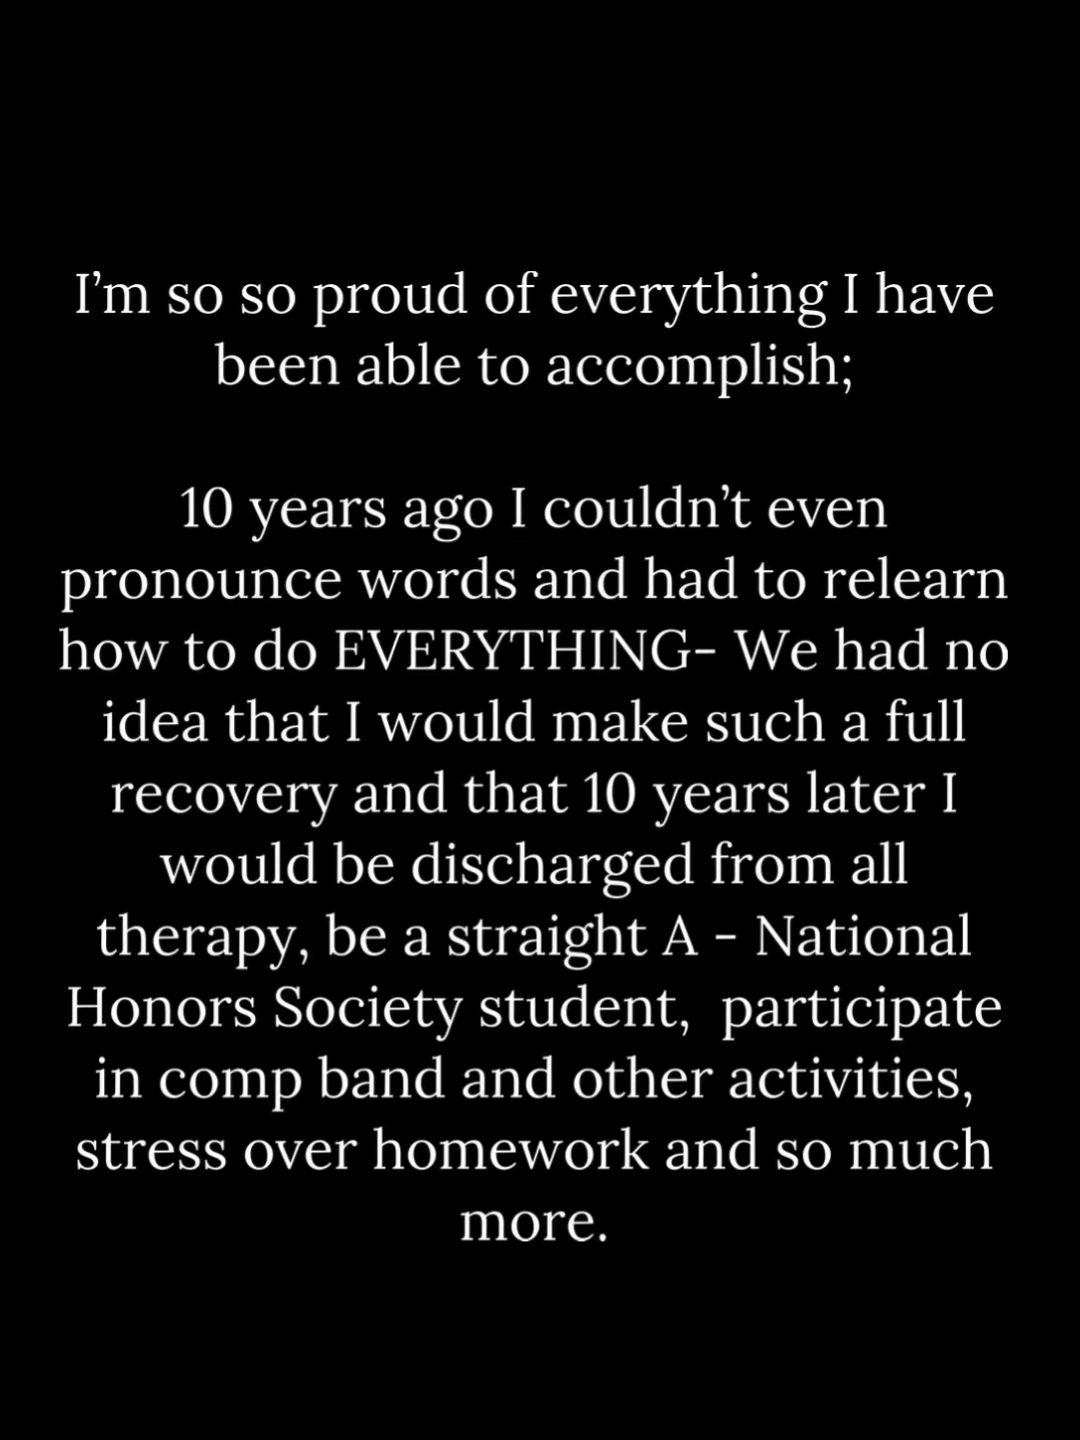 I’m so so proud of everything I have
been able to accomplish;
10 years ago I couldn’t even
pronounce words and had to relearn
how to do EVERYTHING- We had no
idea that I would make such a full
recovery and that 10 years later I
would be discharged from all
therapy, be a straight A - National
Honors Society student,  participate
in comp band and other activities,
stress over homework and so much
more.